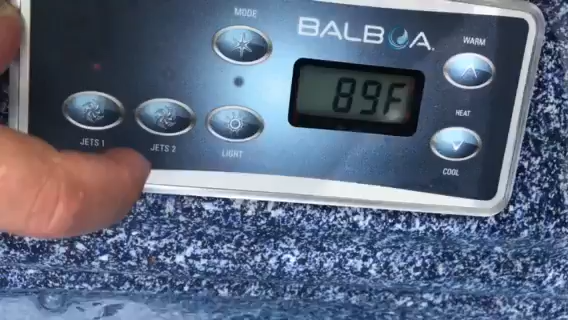 MODE
BALBOA
WARM
89F
HEAT
JETS 1
JETS 2
LIGHT
COOL